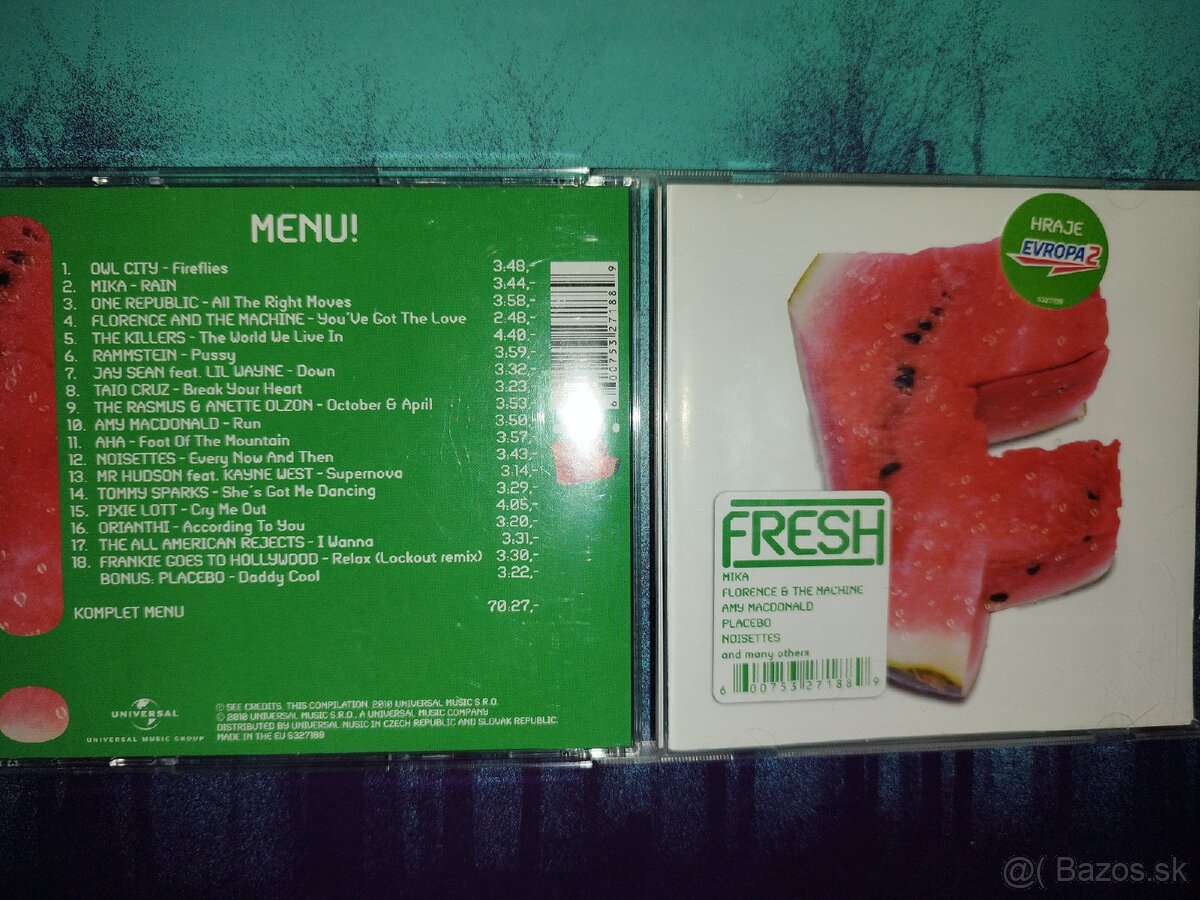 MENU!
1. OWL CITY - Fireflies 3:48,-
2. MIKA - RAIN 3:44,-
3. ONE REPUBLIC - All The Right Moves 3:58,-
4. FLORENCE AND THE MACHINE - You'Ve Got The Love 2:48,-
5. THE KILLERS - The World We Live In 4:40,-
6. RAMMSTEIN - Pussy 3:59,-
7. JAY SEAN feat. LIL WAYNE - Down 3:32,-
8. TAIO CRUZ - Break Your Heart 3:23,-
9. THE RASMUS & ANETTE OLZON - October & April 3:53,-
10. AMY MACDONALD - Run 3:50,-
11. AHA - Foot Of The Mountain 3:57,-
12. NOISETTES - Every Now And Then 3:43,-
13. MR HUDSON feat. KAYNE WEST - Supernova 3:14,-
14. TOMMY SPARKS - She's Got Me Dancing 3:29,-
15. PIXIE LOTT - Cry Me Out 4:05,-
16. ORIANTHI - According To You 3:20,-
17. THE ALL AMERICAN REJECTS - I Wanna 3:31,-
18. FRANKIE GOES TO HOLLYWOOD - Relax (Lockout remix) 3:30,-
BONUS: PLACEBO - Daddy Cool 3:22,-
KOMPLET MENU 70:27,-
6 00753 27188 9
UNIVERSAL
UNIVERSAL MUSIC GROUP
℗ SEE CREDITS. THIS COMPILATION, 2010 UNIVERSAL MUSIC S.R.O.
© 2010 UNIVERSAL MUSIC S.R.O., A UNIVERSAL MUSIC COMPANY
DISTRIBUTED BY UNIVERSAL MUSIC IN CZECH REPUBLIC AND SLOVAK REPUBLIC.
MADE IN THE EU 6327188
HRAJE
EVROPA 2
6327188
FRESH
MIKA
FLORENCE & THE MACHINE
AMY MACDONALD
PLACEBO
NOISETTES
and many others
6 00753 27188 9
@( Bazos.sk